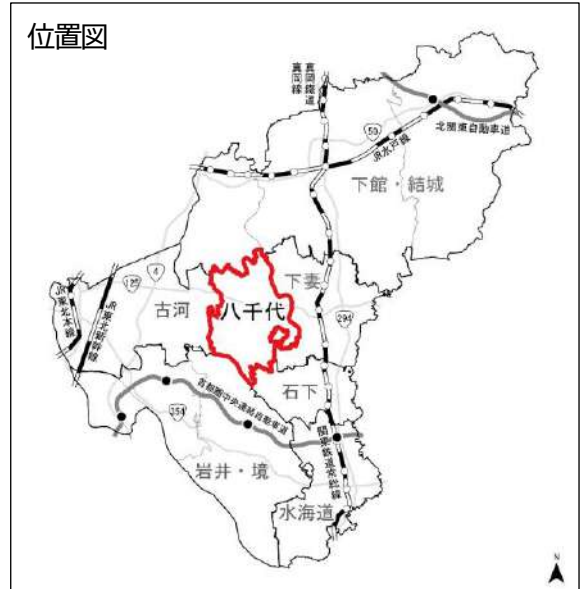 位置図
真岡鐵道
真岡線
北関東自動車道
50
JR水戸線
下館・結城
下妻
4
125
JR東北本線
JR東北新幹線
古河
八千代
294
石下
首都圏中央連絡自動車道
354
関東鉄道常総線
岩井・境
水海道
N